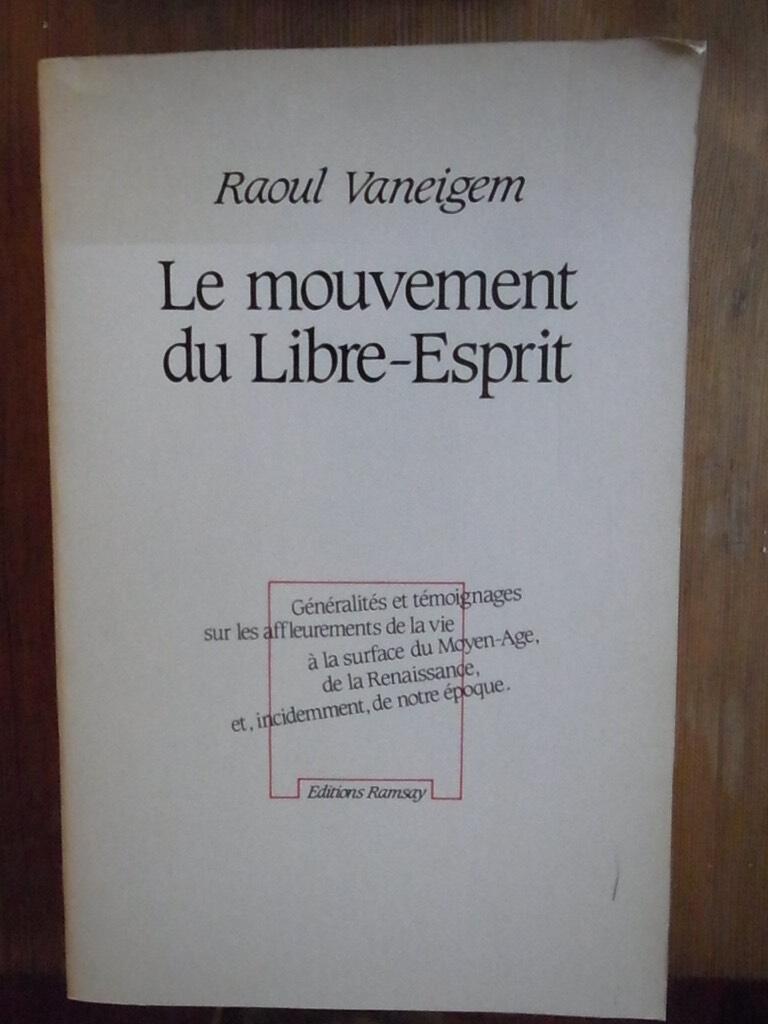 Raoul Vaneigem
Le mouvement
du Libre-Esprit
Généralités et témoignages
sur les affleurements de la vie
à la surface du Moyen-Age,
de la Renaissance,
et, incidemment, de notre époque.
Editions Ramsay